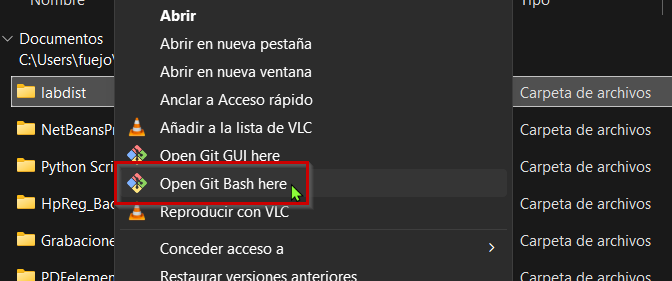 Nombre
Tipo
Abrir
Documentos
C:\Users\fuejo\
Abrir en nueva pestaña
Abrir en nueva ventana
labdist
Anclar a Acceso rápido
Carpeta de archivos
NetBeansPr
Añadir a la lista de VLC
Carpeta de archivos
Open Git GUI here
Python Scri
Carpeta de archivos
Open Git Bash here
HpReg_Bac
Reproducir con VLC
Carpeta de archivos
Grabacione
Conceder acceso a
Carpeta de archivos
PDFelemen
Restaurar versiones anteriores
Carpeta de archivos